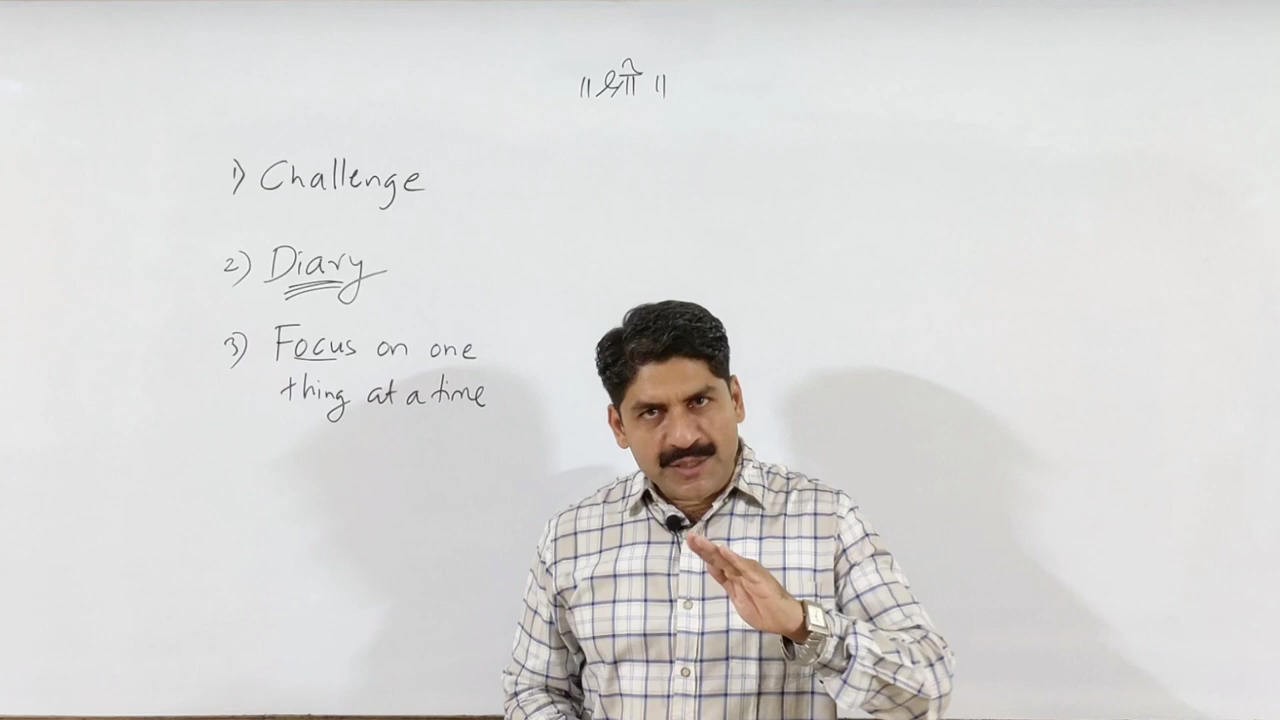 ॥ श्री ॥
1) Challenge
2) Diary
3) Focus on one
thing at a time